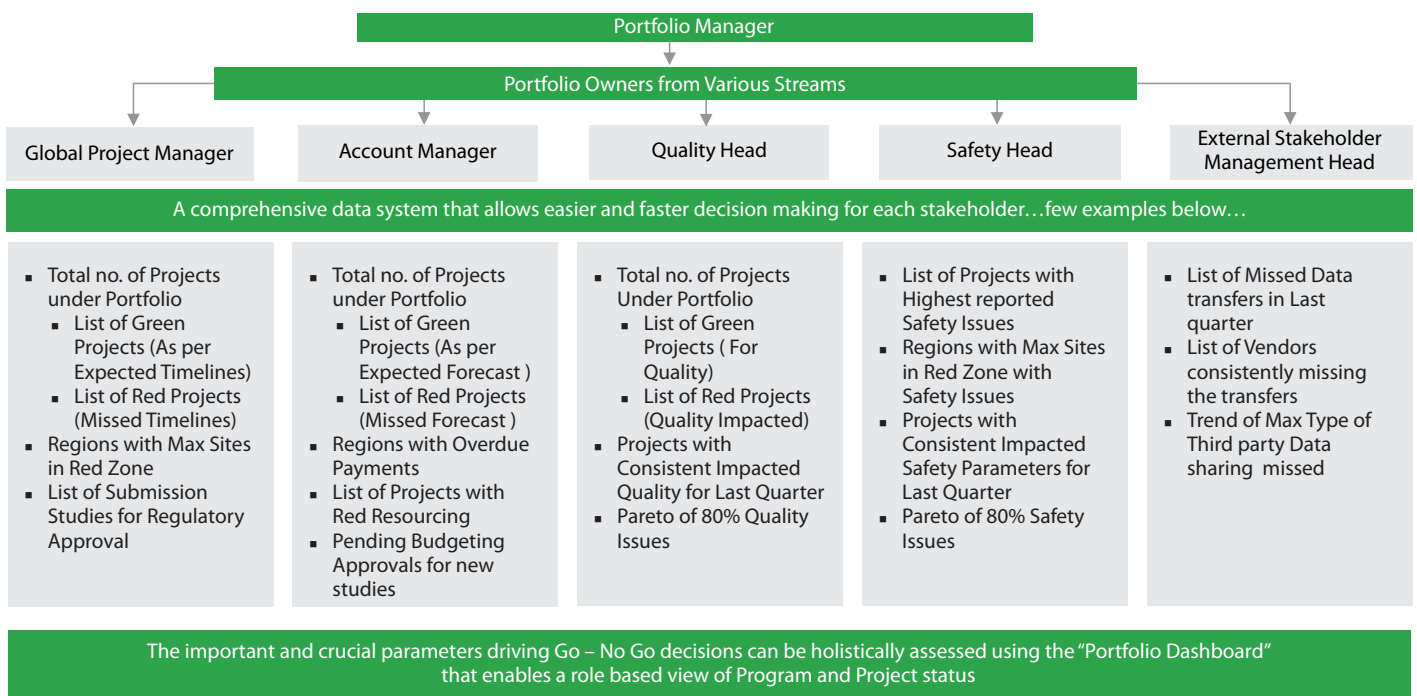 Portfolio Manager
Portfolio Owners from Various Streams
Global Project Manager
Account Manager
Quality Head
Safety Head
External Stakeholder
Management Head
A comprehensive data system that allows easier and faster decision making for each stakeholder…few examples below…
▪ Total no. of Projects
under Portfolio
▪ List of Green
Projects (As per
Expected Timelines)
▪ List of Red Projects
(Missed Timelines)
▪ Regions with Max Sites
in Red Zone
▪ List of Submission
Studies for Regulatory
Approval
▪ Total no. of Projects
under Portfolio
▪ List of Green
Projects (As per
Expected Forecast )
▪ List of Red Projects
(Missed Forecast )
▪ Regions with Overdue
Payments
▪ List of Projects with
Red Resourcing
▪ Pending Budgeting
Approvals for new
studies
▪ Total no. of Projects
Under Portfolio
▪ List of Green
Projects ( For
Quality)
▪ List of Red Projects
(Quality Impacted)
▪ Projects with
Consistent Impacted
Quality for Last Quarter
▪ Pareto of 80% Quality
Issues
▪ List of Projects with
Highest reported
Safety Issues
▪ Regions with Max Sites
in Red Zone with
Safety Issues
▪ Projects with
Consistent Impacted
Safety Parameters for
Last Quarter
▪ Pareto of 80% Safety
Issues
▪ List of Missed Data
transfers in Last
quarter
▪ List of Vendors
consistently missing
the transfers
▪ Trend of Max Type of
Third party Data
sharing missed
The important and crucial parameters driving Go – No Go decisions can be holistically assessed using the “Portfolio Dashboard”
that enables a role based view of Program and Project status